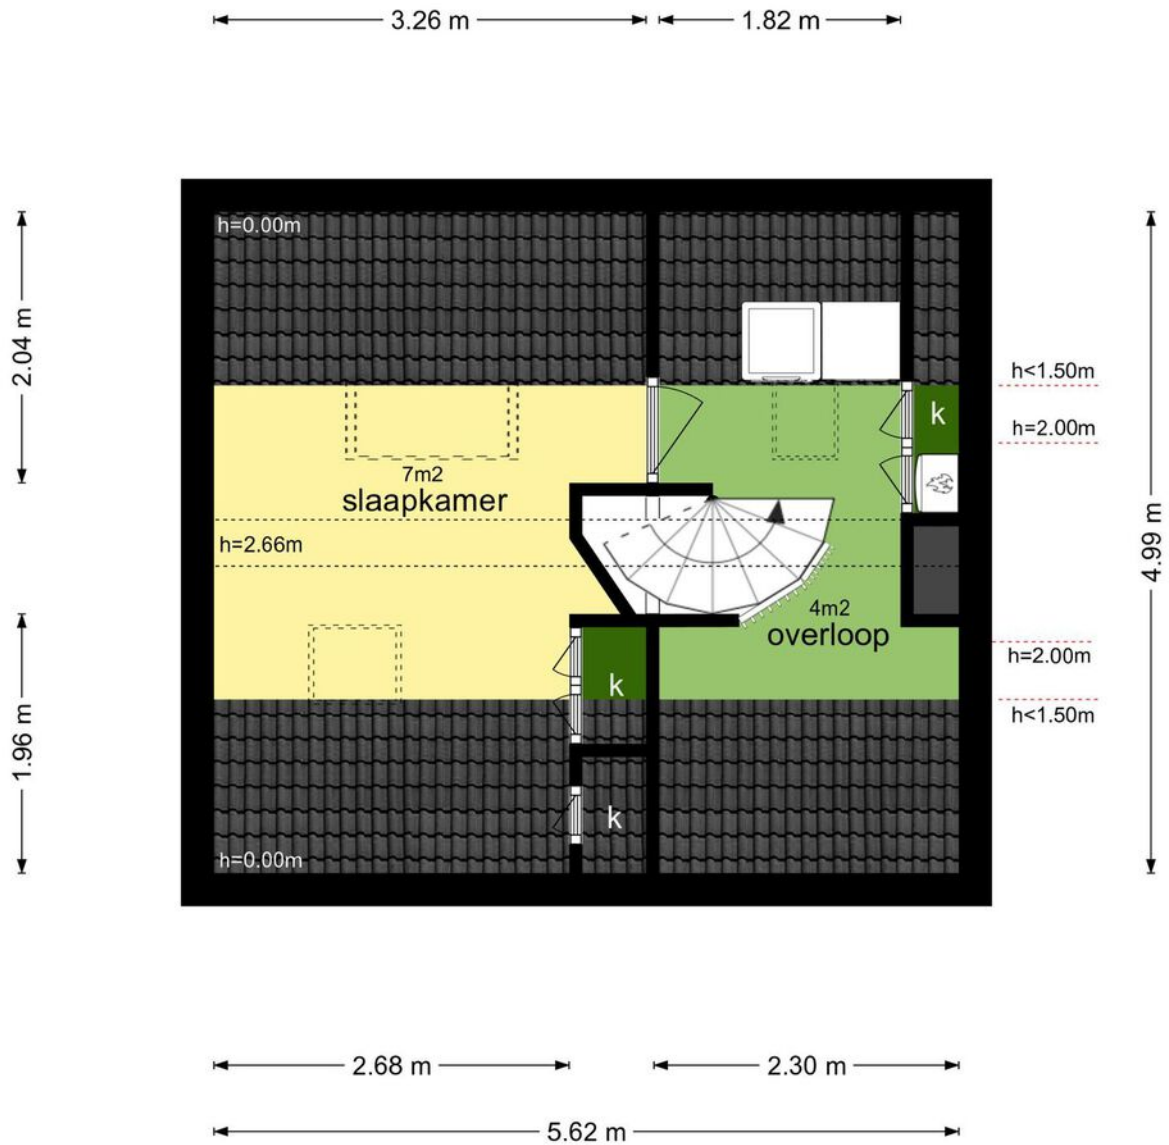 3.26 m
1.82 m
h=0.00m
2.04 m
h<1.50m
k
h=2.00m
7m2
slaapkamer
h=2.66m
4.99 m
4m2
overloop
h=2.00m
k
h<1.50m
1.96 m
k
h=0.00m
2.68 m
2.30 m
5.62 m